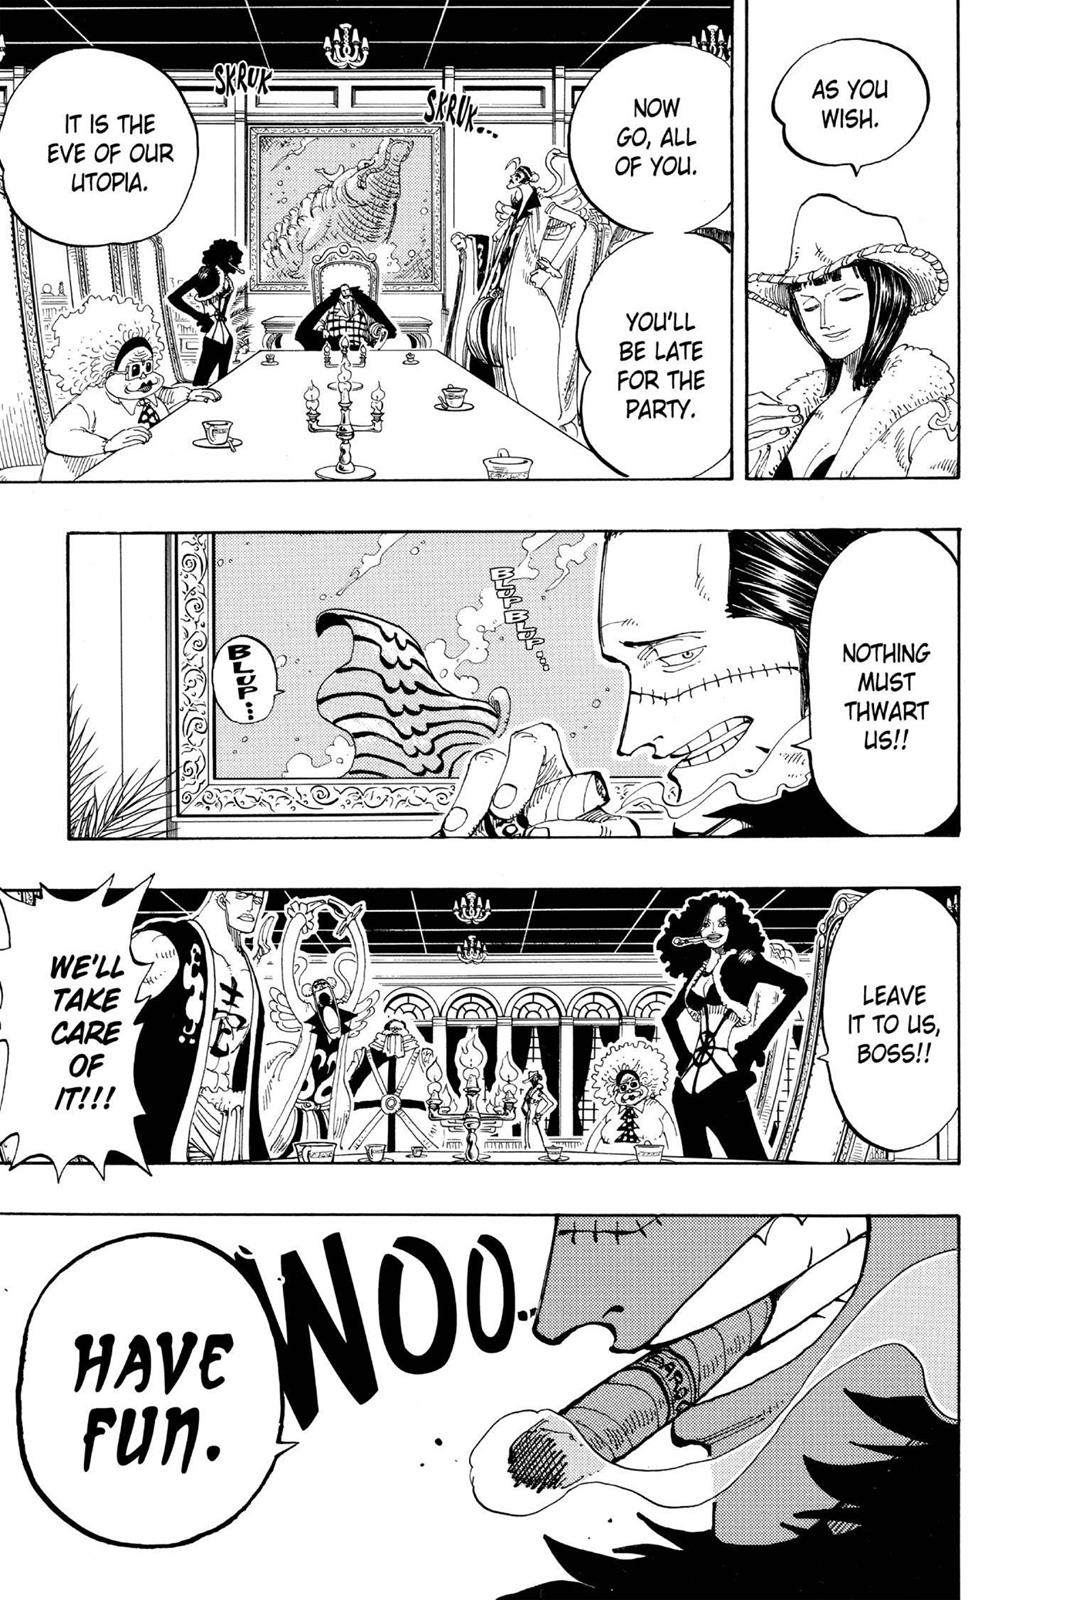 AS YOU
WISH.
NOW
GO, ALL
OF YOU.
YOU'LL
BE LATE
FOR THE
PARTY.
SKRUK...
SKRUK
IT IS THE
EVE OF OUR
UTOPIA.
NOTHING
MUST
THWART
US!!
BLUP BLUP...
BLUP...
LEAVE
IT TO US,
BOSS!!
WE'LL
TAKE
CARE
OF
IT!!!
WOO...
HAVE
FUN.